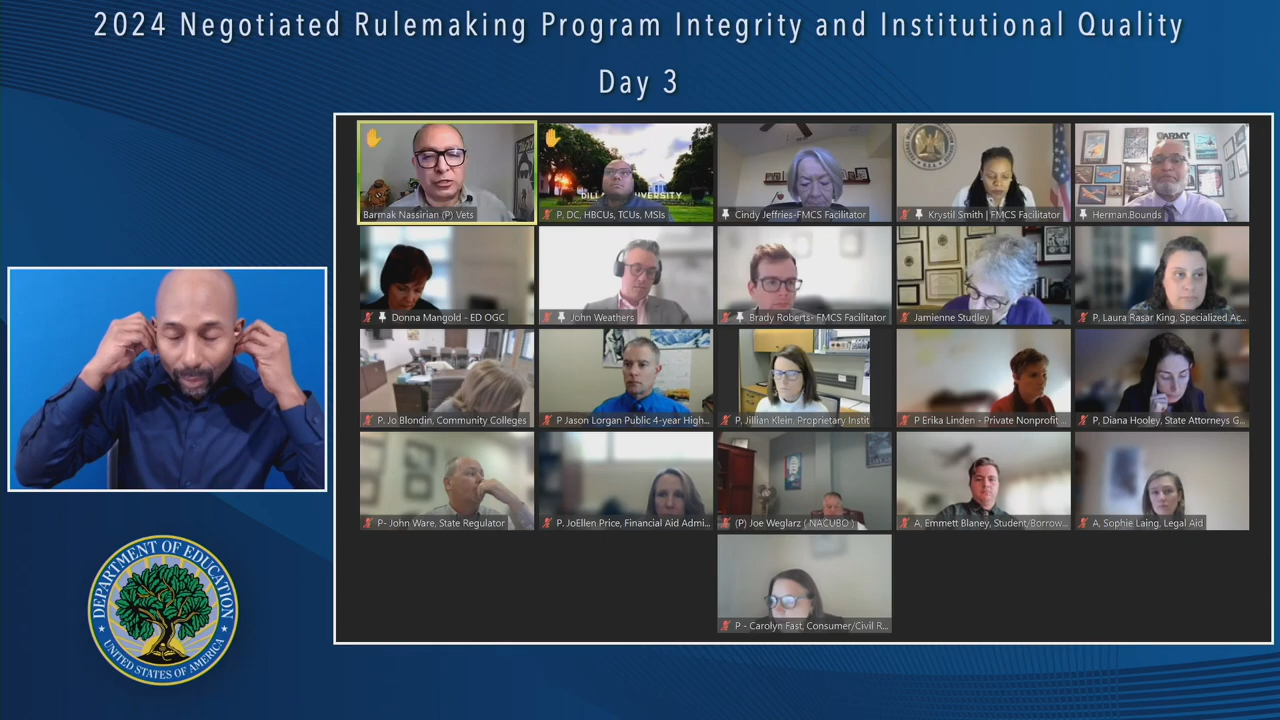 2024 Negotiated Rulemaking Program Integrity and Institutional Quality
Day 3
Barmak Nassirian (P) Vets
P, DC, HBCUs, TCUs, MSIs
Cindy Jeffries-FMCS Facilitator
Krystil Smith | FMCS Facilitator
Herman.Bounds
ARMY
Donna Mangold - ED OGC
John Weathers
Brady Roberts- FMCS Facilitator
Jamienne Studley
P, Laura Rasar King, Specialized Ac...
P. Jo Blondin, Community Colleges
P Jason Lorgan Public 4-year High...
P, Jillian Klein, Proprietary Instit
P Erika Linden - Private Nonprofit ...
P, Diana Hooley, State Attorneys G...
P- John Ware, State Regulator
P. JoEllen Price, Financial Aid Admi...
(P) Joe Weglarz ( NACUBO )
A, Emmett Blaney, Student/Borrow...
A, Sophie Laing, Legal Aid
P - Carolyn Fast, Consumer/Civil R...
DEPARTMENT OF EDUCATION
UNITED STATES OF AMERICA